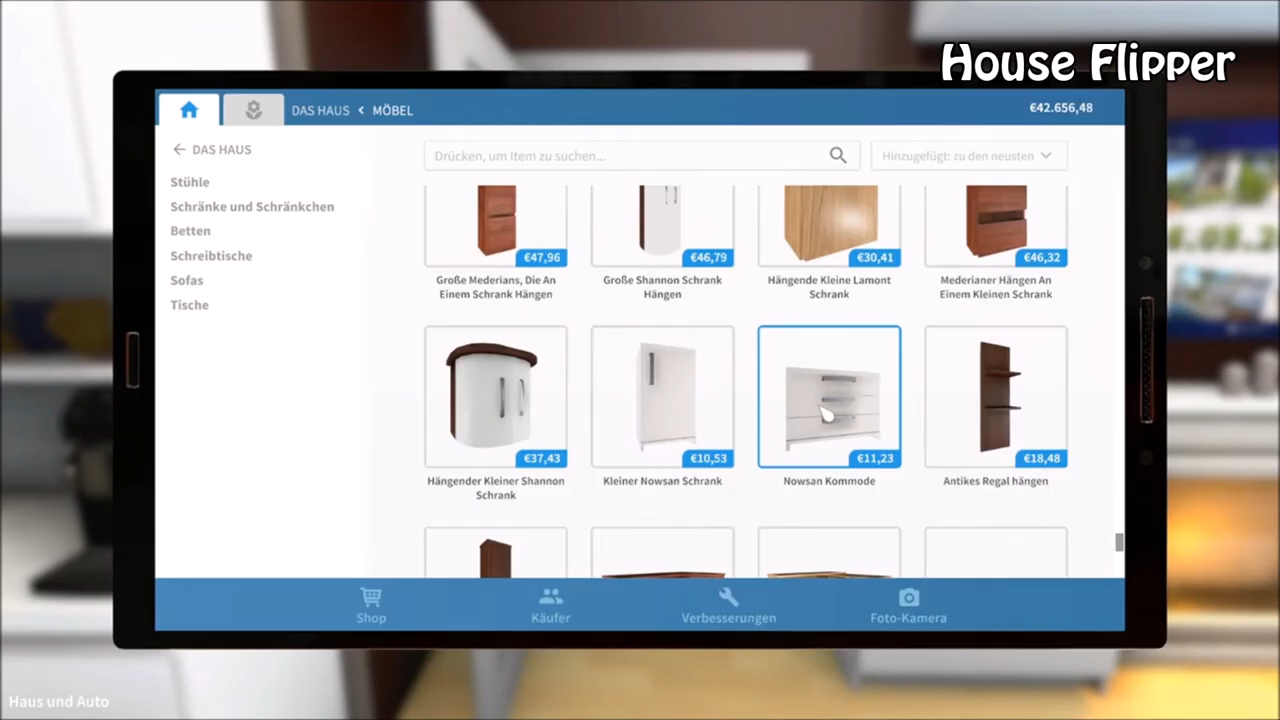 House Flipper
DAS HAUS < MÖBEL
€42.656,48
← DAS HAUS
Drücken, um Item zu suchen...
Hinzugefügt: zu den neusten
Stühle
Schränke und Schränkchen
Betten
Schreibtische
Sofas
Tische
€47,96
€46,79
€30,41
€46,32
Große Mederians, Die An
Einem Schrank Hängen
Große Shannon Schrank
Hängen
Hängende Kleine Lamont
Schrank
Medarianer Hängen An
Einem Kleinen Schrank
€37,43
€10,53
€11,23
€18,48
Hängender Kleiner Shannon
Schrank
Kleiner Nowsan Schrank
Nowsan Kommode
Antikes Regal hängen
Shop
Käufer
Verbesserungen
Foto-Kamera
Haus und Auto